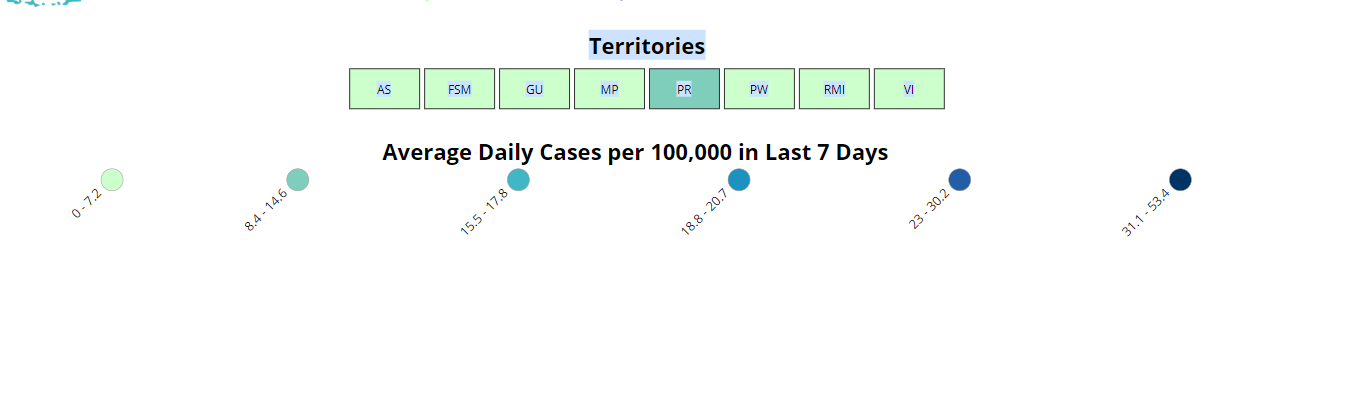 Territories
AS FSM GU MP PR PW RMI VI
Average Daily Cases per 100,000 in Last 7 Days
0 - 7.2 8.4 - 14.6 15.5 - 17.8 18.8 - 20.7 23 - 30.2 31.1 - 53.4